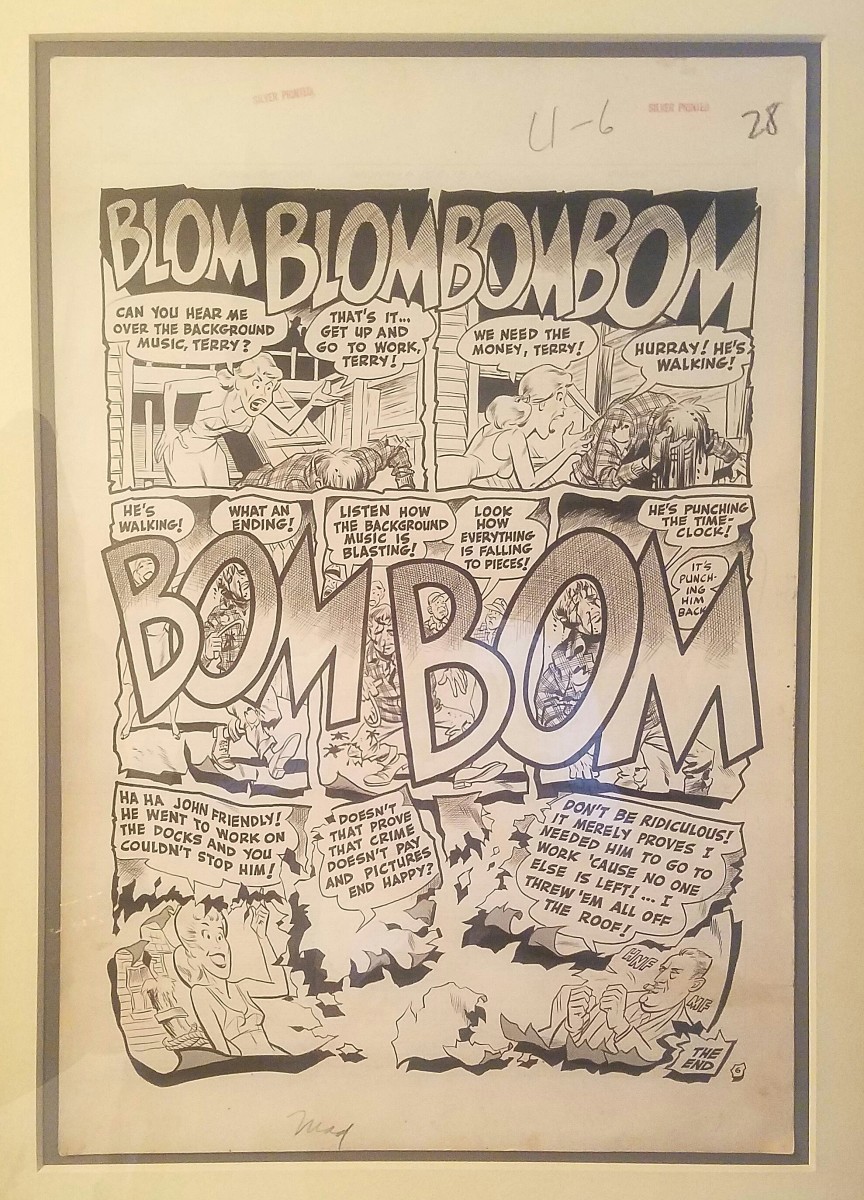 SILVER PRINTED
SILVER PRINTED
28
BLOM BLOM BOM BOM
CAN YOU HEAR ME
OVER THE BACKGROUND
MUSIC, TERRY?
THAT'S IT...
GET UP AND
GO TO WORK,
TERRY!
WE NEED THE
MONEY, TERRY!
HURRAY! HE'S
WALKING!
HE'S
WALKING!
WHAT AN
ENDING!
LISTEN HOW
THE BACKGROUND
MUSIC IS
BLASTING!
LOOK
HOW
EVERYTHING
IS FALLING
TO PIECES!
HE'S PUNCHING
THE TIME-
CLOCK!
IT'S
PUNCH-
ING
HIM
BACK
BOM BOM
HA HA JOHN FRIENDLY!
HE WENT TO WORK ON
THE DOCKS AND YOU
COULDN'T STOP HIM!
DOESN'T
THAT PROVE
THAT CRIME
DOESN'T PAY
AND PICTURES
END HAPPY?
DON'T BE RIDICULOUS!
IT MERELY PROVES I
NEEDED HIM TO GO TO
WORK 'CAUSE NO ONE
ELSE IS LEFT!... I
THREW 'EM ALL OFF
THE ROOF!
HNF
THE
END
6
Mad